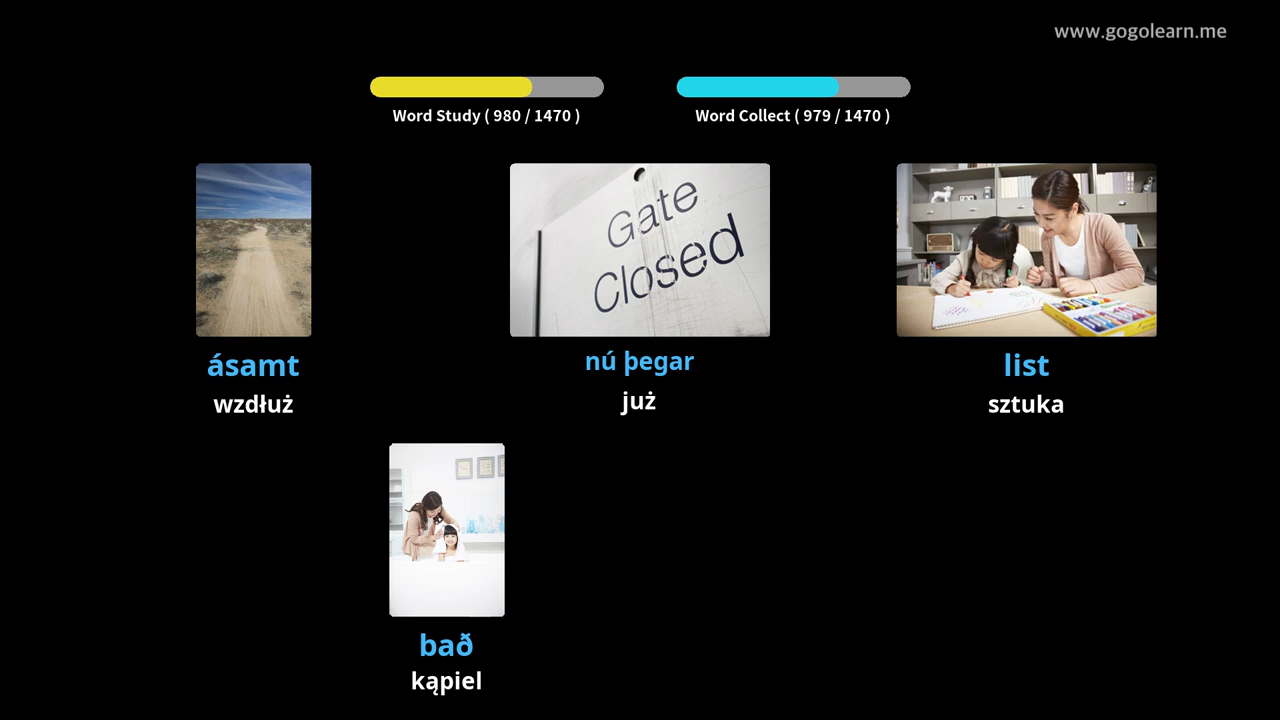 www.gogolearn.me
Word Study ( 980 / 1470 )
Word Collect ( 979 / 1470 )
Gate
Closed
ásamt
wzdłuż
nú þegar
już
list
sztuka
bað
kąpiel